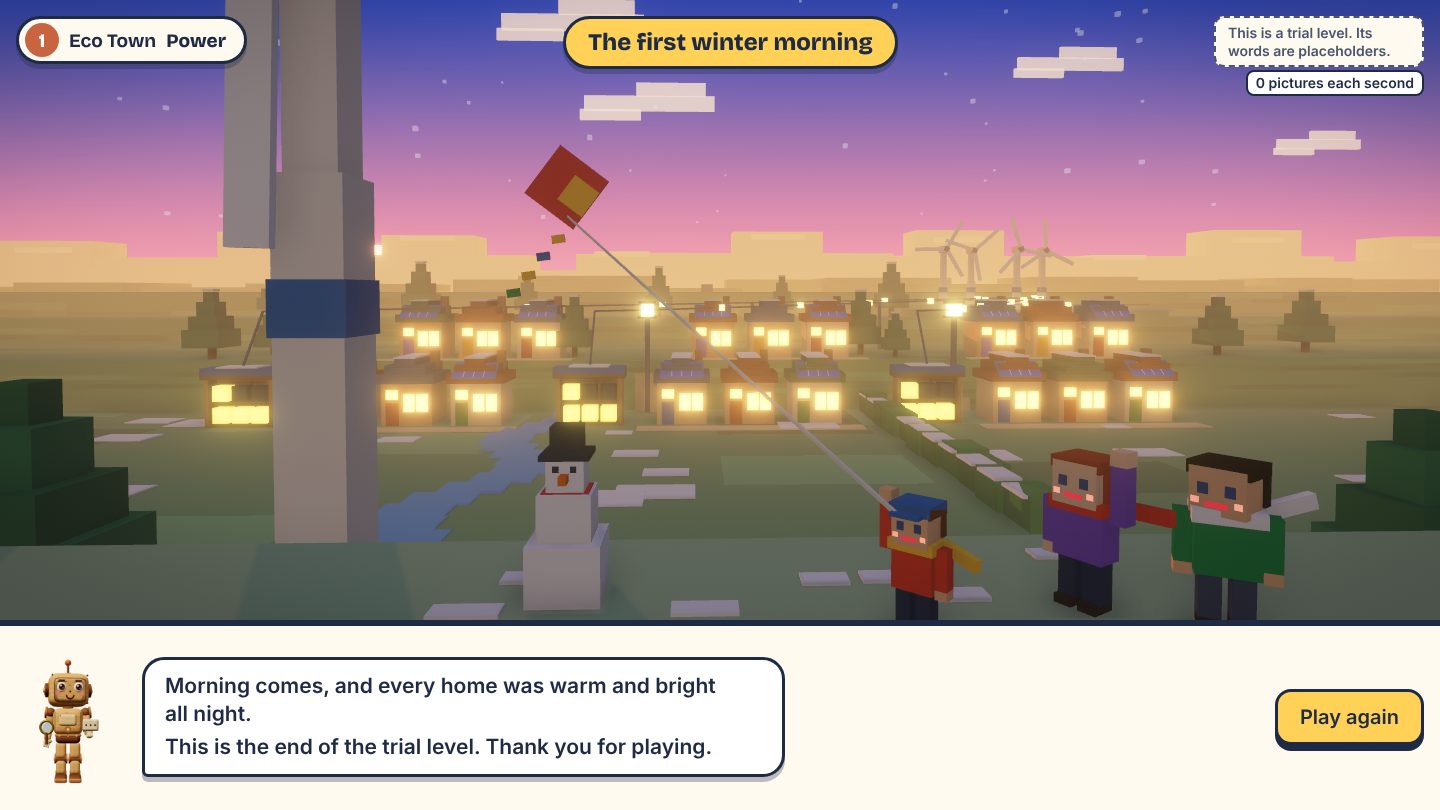 1 Eco Town Power
The first winter morning
This is a trial level. Its
words are placeholders.
0 pictures each second
Morning comes, and every home was warm and bright
all night.
This is the end of the trial level. Thank you for playing.
Play again